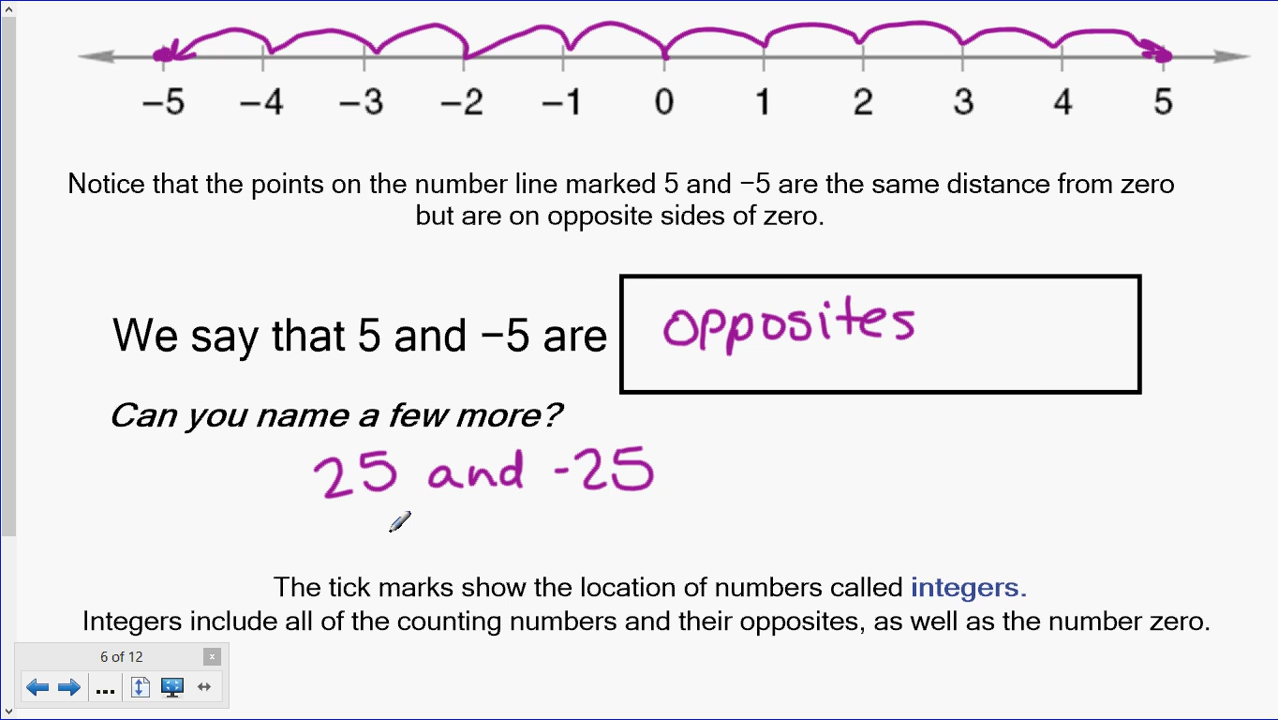 −5 −4 −3 −2 −1 0 1 2 3 4 5
Notice that the points on the number line marked 5 and −5 are the same distance from zero
but are on opposite sides of zero.
We say that 5 and −5 are opposites
Can you name a few more?
25 and -25
The tick marks show the location of numbers called integers.
Integers include all of the counting numbers and their opposites, as well as the number zero.
6 of 12